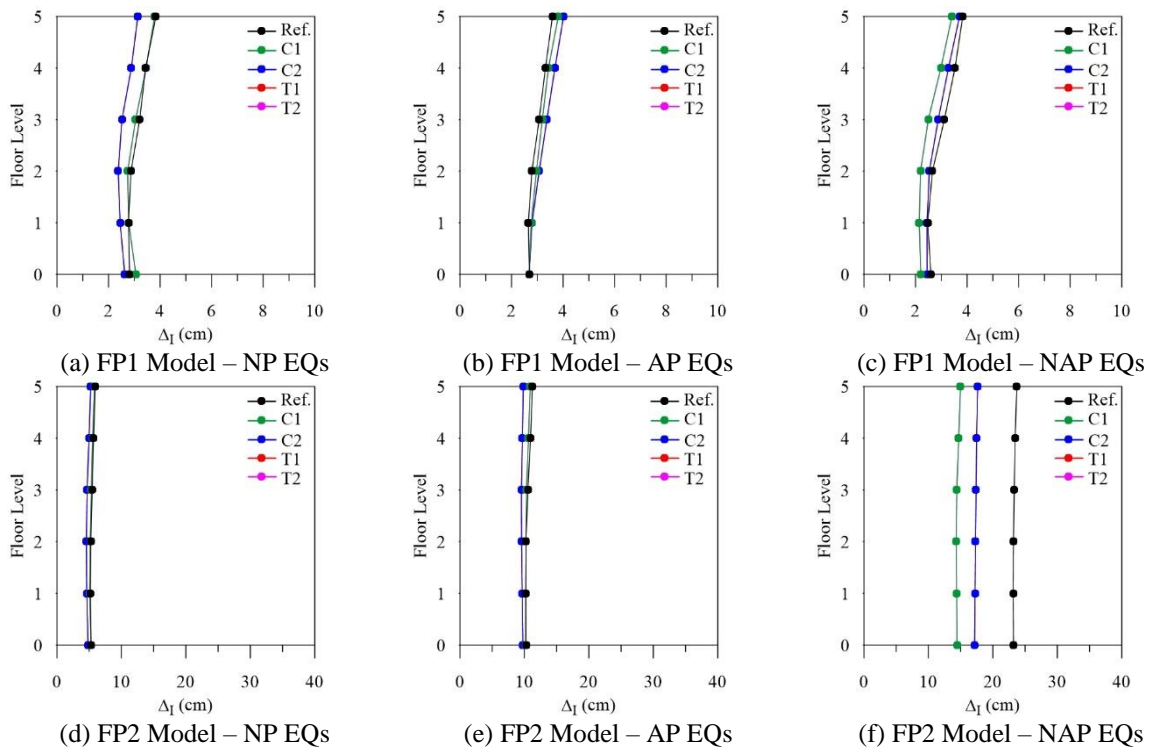 5
4
3
2
1
0
Floor Level
Ref.
C1
C2
T1
T2
0 2 4 6 8 10
ΔI (cm)
(a) FP1 Model – NP EQs
5
4
3
2
1
0
Floor Level
Ref.
C1
C2
T1
T2
0 2 4 6 8 10
ΔI (cm)
(b) FP1 Model – AP EQs
5
4
3
2
1
0
Floor Level
Ref.
C1
C2
T1
T2
0 2 4 6 8 10
ΔI (cm)
(c) FP1 Model – NAP EQs
5
4
3
2
1
0
Floor Level
Ref.
C1
C2
T1
T2
0 10 20 30 40
ΔI (cm)
(d) FP2 Model – NP EQs
5
4
3
2
1
0
Floor Level
Ref.
C1
C2
T1
T2
0 10 20 30 40
ΔI (cm)
(e) FP2 Model – AP EQs
5
4
3
2
1
0
Floor Level
Ref.
C1
C2
T1
T2
0 10 20 30 40
ΔI (cm)
(f) FP2 Model – NAP EQs